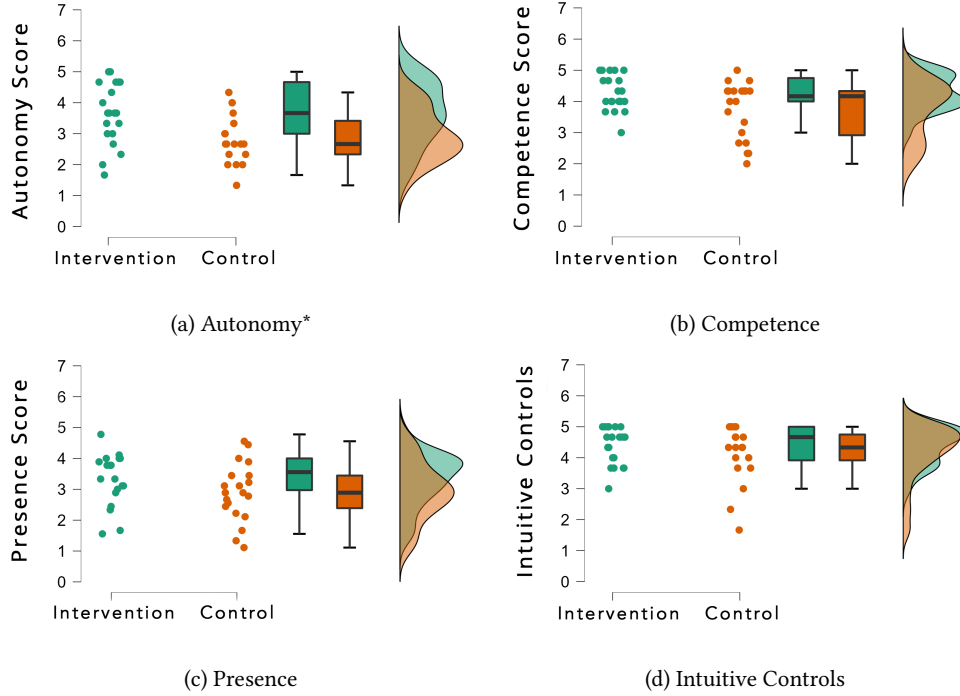 Autonomy Score
7
6
5
4
3
2
1
0
Intervention Control
(a) Autonomy*
Competence Score
7
6
5
4
3
2
1
0
Intervention Control
(b) Competence
Presence Score
7
6
5
4
3
2
1
0
Intervention Control
(c) Presence
Intuitive Controls
7
6
5
4
3
2
1
0
Intervention Control
(d) Intuitive Controls